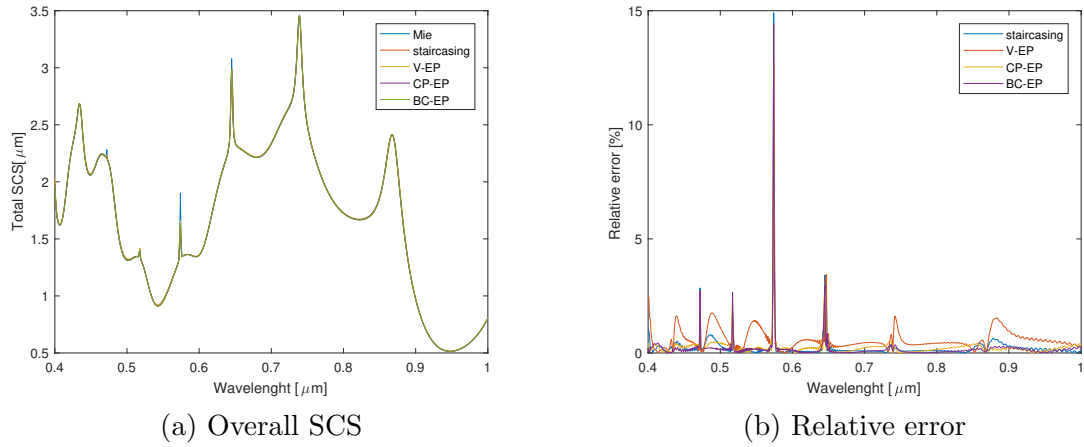 3.5
3
2.5
2
1.5
1
0.5
Total SCS[ μm]
0.4
0.5
0.6
0.7
0.8
0.9
1
Wavelenght [ μm]
Mie
staircasing
V-EP
CP-EP
BC-EP
(a) Overall SCS
15
10
5
0
Relative error [%]
0.4
0.5
0.6
0.7
0.8
0.9
1
Wavelenght [ μm]
staircasing
V-EP
CP-EP
BC-EP
(b) Relative error